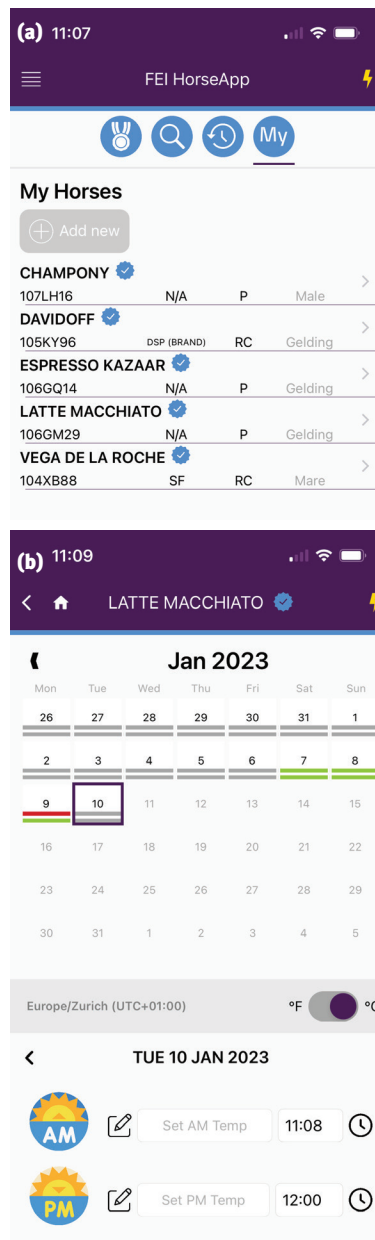 (a) 11:07
FEI HorseApp
My
My Horses
Add new
CHAMPONY
107LH16 N/A P Male
DAVIDOFF
105KY96 DSP (BRAND) RC Gelding
ESPRESSO KAZAAR
106GQ14 N/A P Gelding
LATTE MACCHIATO
106GM29 N/A P Gelding
VEGA DE LA ROCHE
104XB88 SF RC Mare
(b) 11:09
LATTE MACCHIATO
Jan 2023
Mon Tue Wed Thu Fri Sat Sun
26 27 28 29 30 31 1
2 3 4 5 6 7 8
9 10 11 12 13 14 15
16 17 18 19 20 21 22
23 24 25 26 27 28 29
30 31 1 2 3 4 5
Europe/Zurich (UTC+01:00) °F °C
TUE 10 JAN 2023
AM Set AM Temp 11:08
PM Set PM Temp 12:00